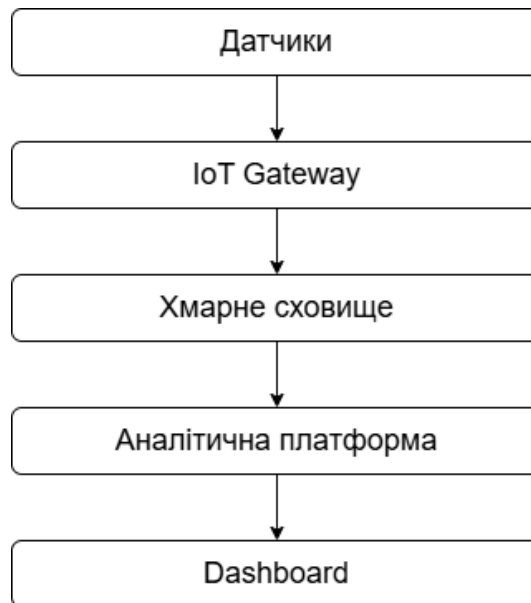 Датчики
IoT Gateway
Хмарне сховище
Аналітична платформа
Dashboard